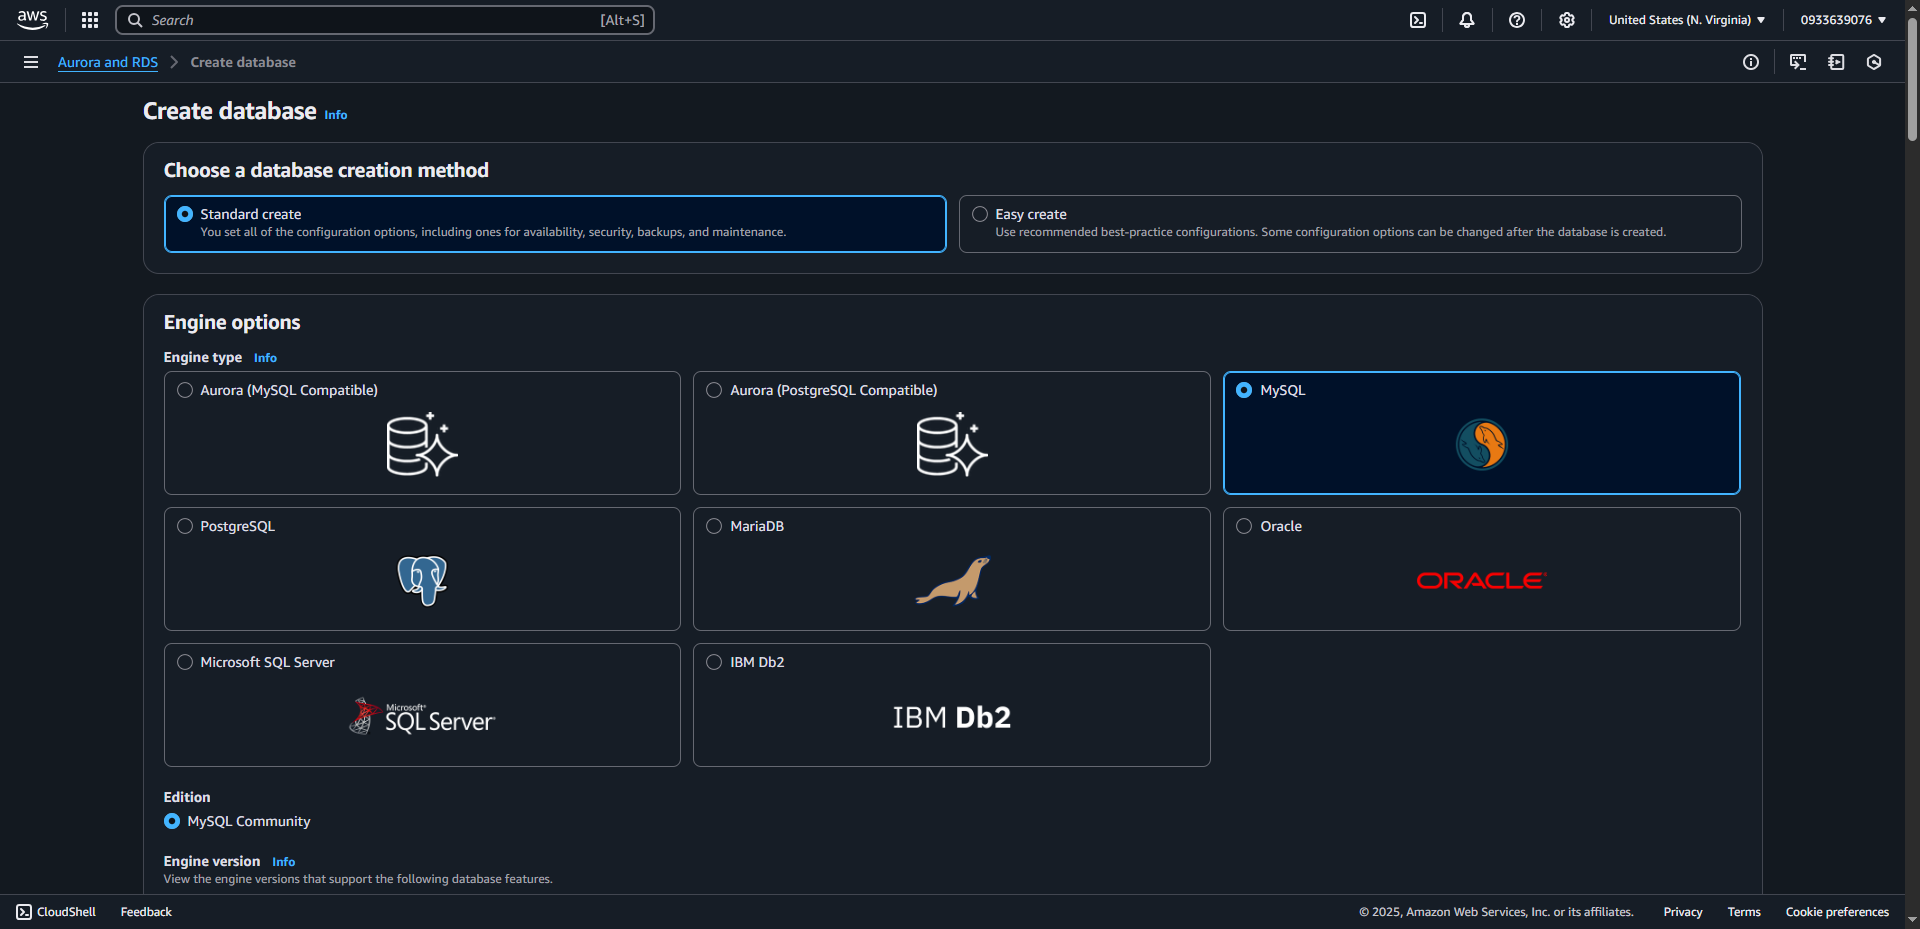 aws
Search [Alt+S]
United States (N. Virginia)
0933639076
Aurora and RDS
Create database
Create database Info
Choose a database creation method
Standard create
You set all of the configuration options, including ones for availability, security, backups, and maintenance.
Easy create
Use recommended best-practice configurations. Some configuration options can be changed after the database is created.
Engine options
Engine type Info
Aurora (MySQL Compatible)
Aurora (PostgreSQL Compatible)
MySQL
PostgreSQL
MariaDB
Oracle
ORACLE
Microsoft SQL Server
Microsoft
SQL Server
IBM Db2
IBM Db2
Edition
MySQL Community
Engine version Info
View the engine versions that support the following database features.
CloudShell
Feedback
© 2025, Amazon Web Services, Inc. or its affiliates.
Privacy
Terms
Cookie preferences